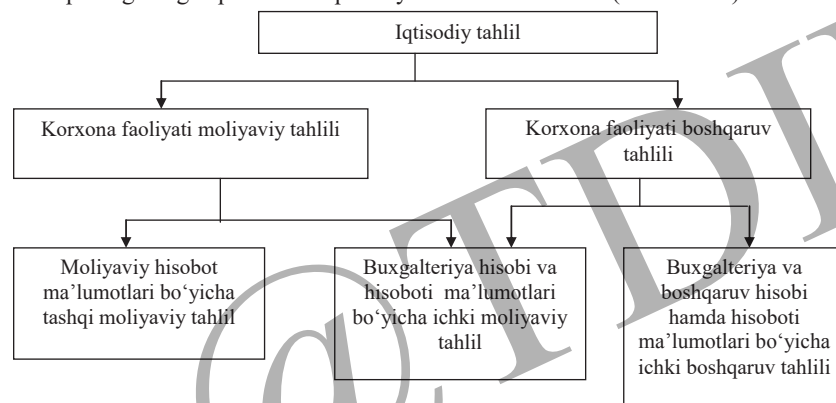 Iqtisodiy tahlil
Korxona faoliyati moliyaviy tahlili
Korxona faoliyati boshqaruv
tahlili
Moliyaviy hisobot
ma’lumotlari bo‘yicha
tashqi moliyaviy tahlil
Buxgalteriya hisobi va
hisoboti ma’lumotlari
bo‘yicha ichki moliyaviy
tahlil
Buxgalteriya va
boshqaruv hisobi
hamda hisoboti
ma’lumotlari bo‘yicha
ichki boshqaruv tahlili
@TDI